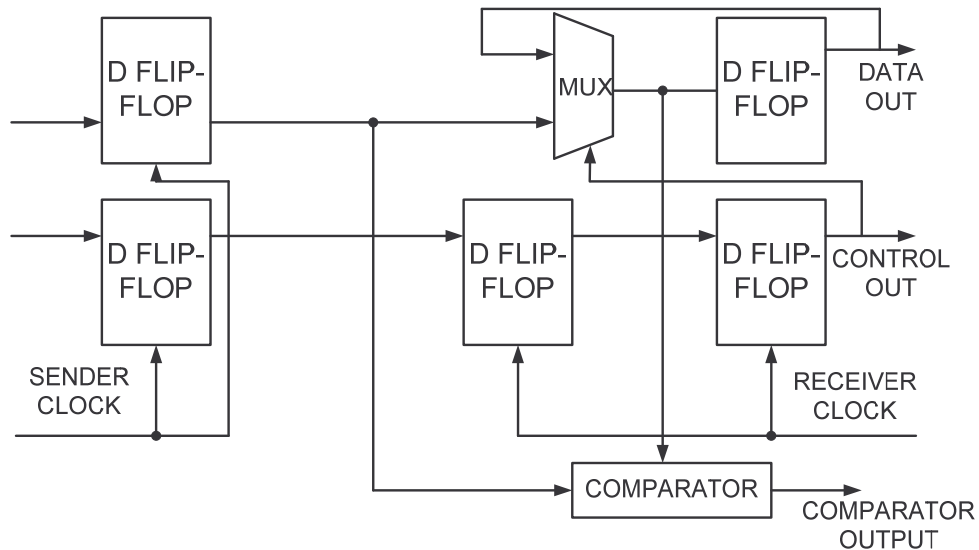 D FLIP-
FLOP
MUX
D FLIP-
FLOP
DATA
OUT
D FLIP-
FLOP
D FLIP-
FLOP
D FLIP-
FLOP
CONTROL
OUT
SENDER
CLOCK
RECEIVER
CLOCK
COMPARATOR
COMPARATOR
OUTPUT